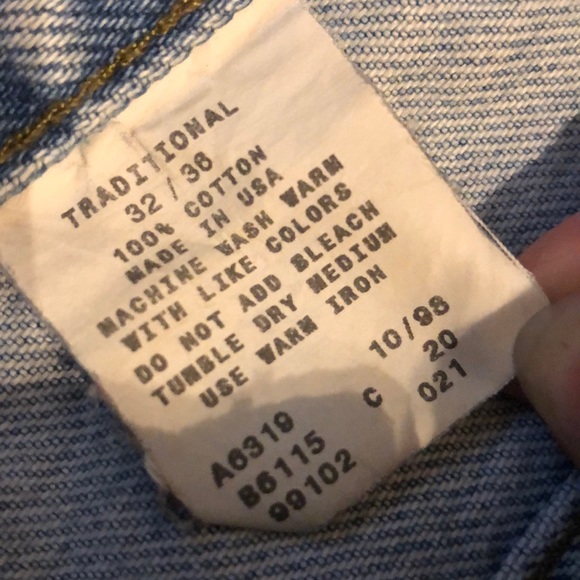 TRADITIONAL
32/36
100% COTTON
MADE IN USA
MACHINE WASH WARM
WITH LIKE COLORS
DO NOT ADD BLEACH
TUMBLE DRY MEDIUM
USE WARM IRON
10/98
A6319 C 20
B6115 021
99102